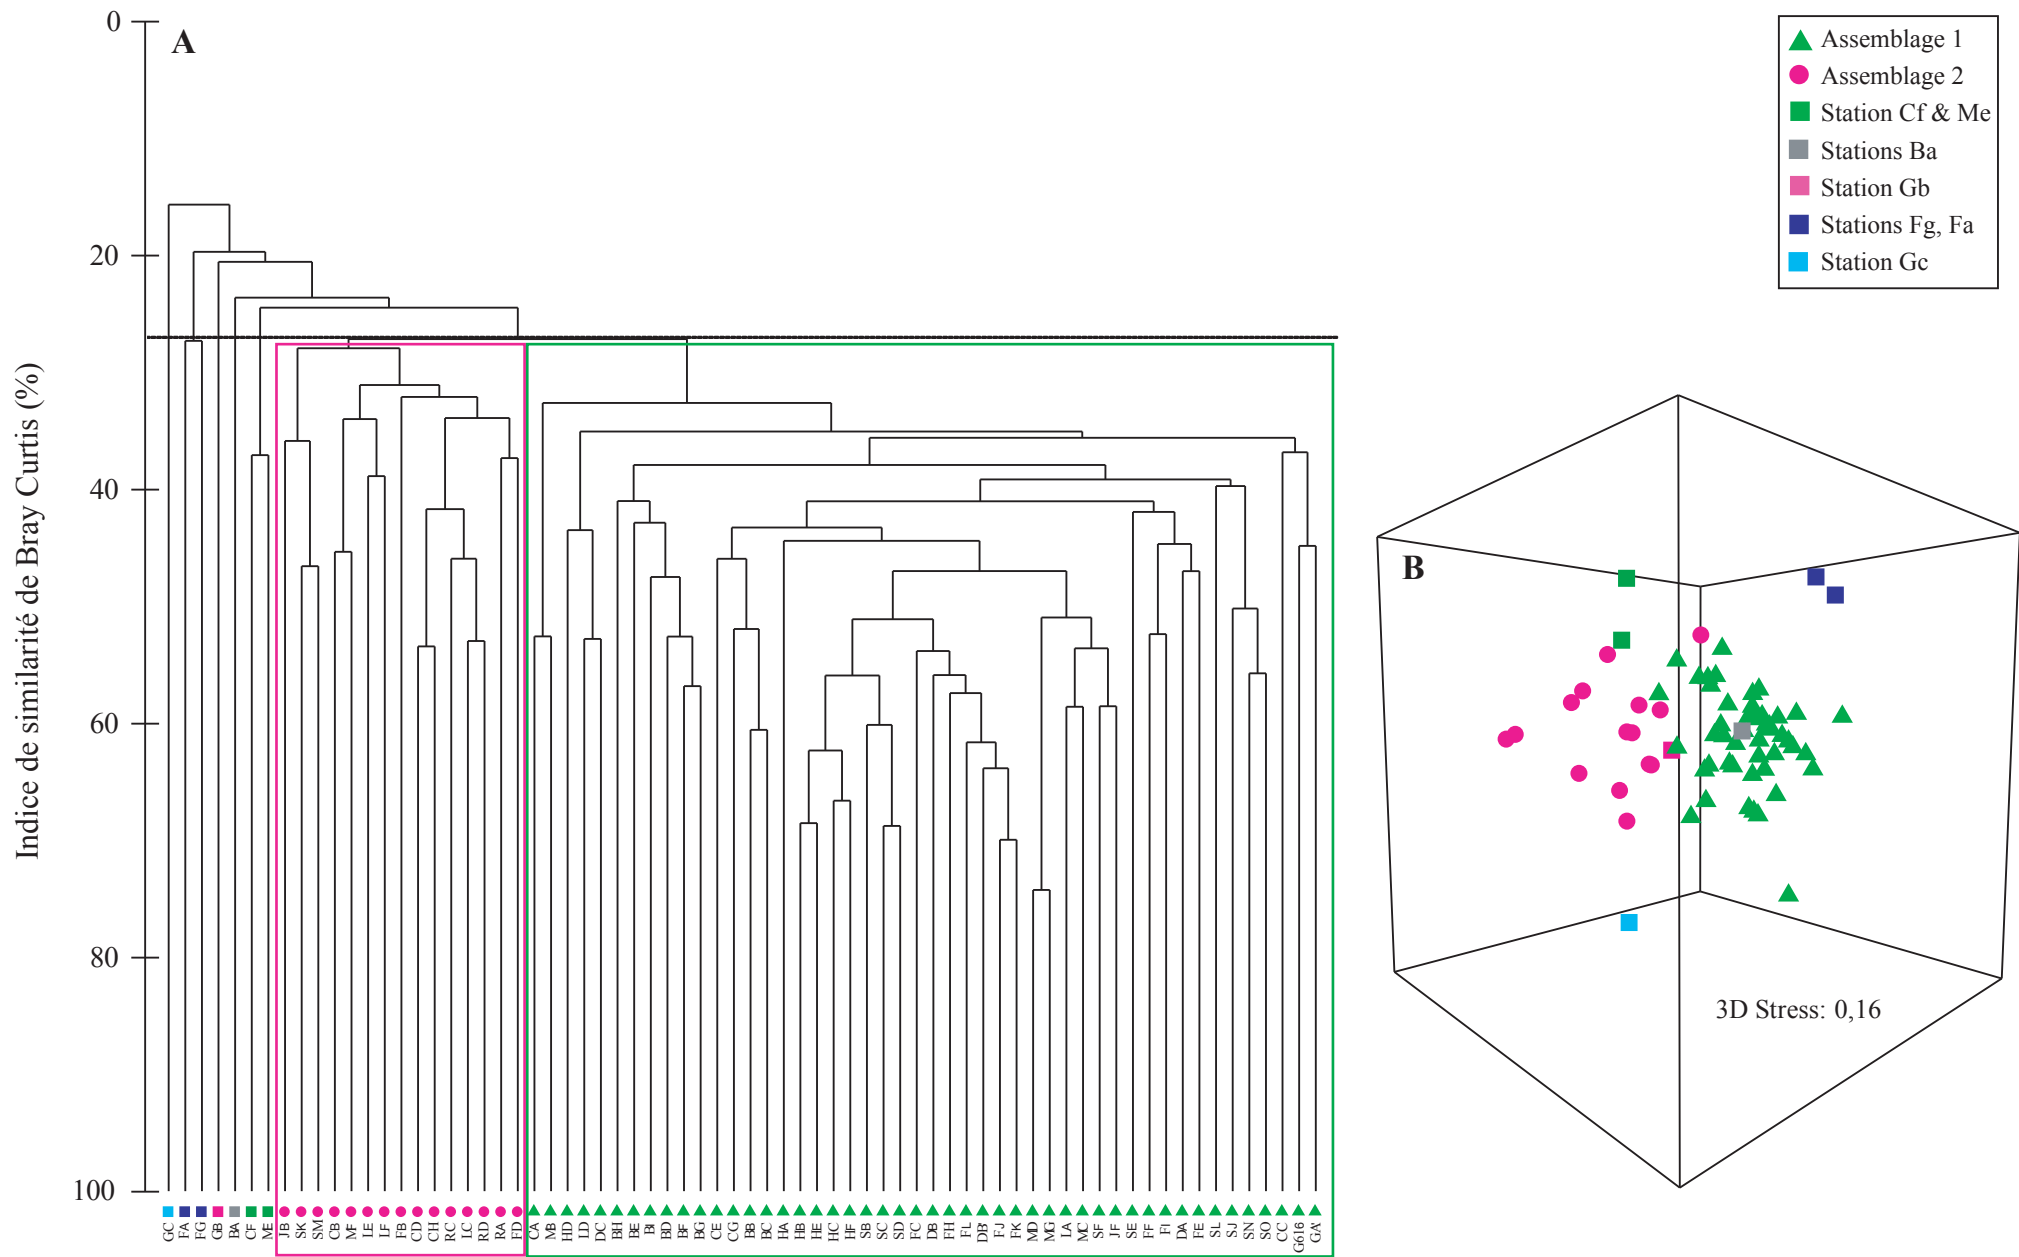 A
0
20
40
60
80
100
Indice de similarité de Bray Curtis (%)
GC FA FG GB BA CF ME JB SK SM CB MF LE LF FB CD CH RC LC RD RA FD CA MB HD LD DC BH BE BI BD BF BG CE CG BB BC HA HB HE HC HF SB SC SD FC DB FH FL DB' FJ FK MD MG LA MC SF JF SE FF FI DA FE SL SJ SN SO CC G616 GA'
Assemblage 1
Assemblage 2
Station Cf & Me
Stations Ba
Station Gb
Stations Fg, Fa
Station Gc
B
3D Stress: 0,16